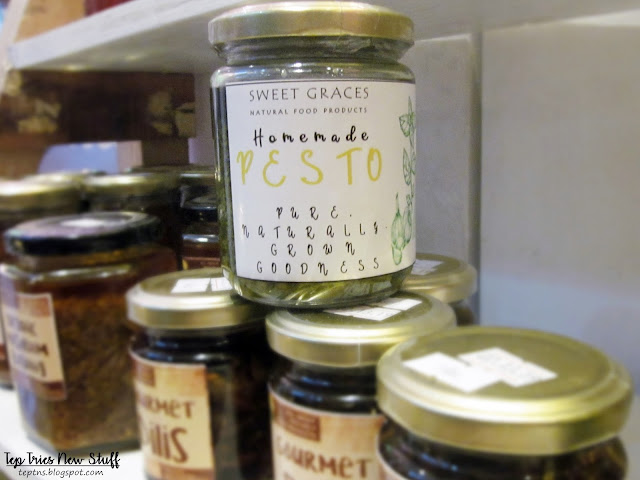 SWEET GRACES
NATURAL FOOD PRODUCTS
Homemade
PESTO
PURE.
NATURALLY.
GROWN
GOODNESS
GOURMET
GOURMET
Tep Tries New Stuff
teptns.blogspot.com